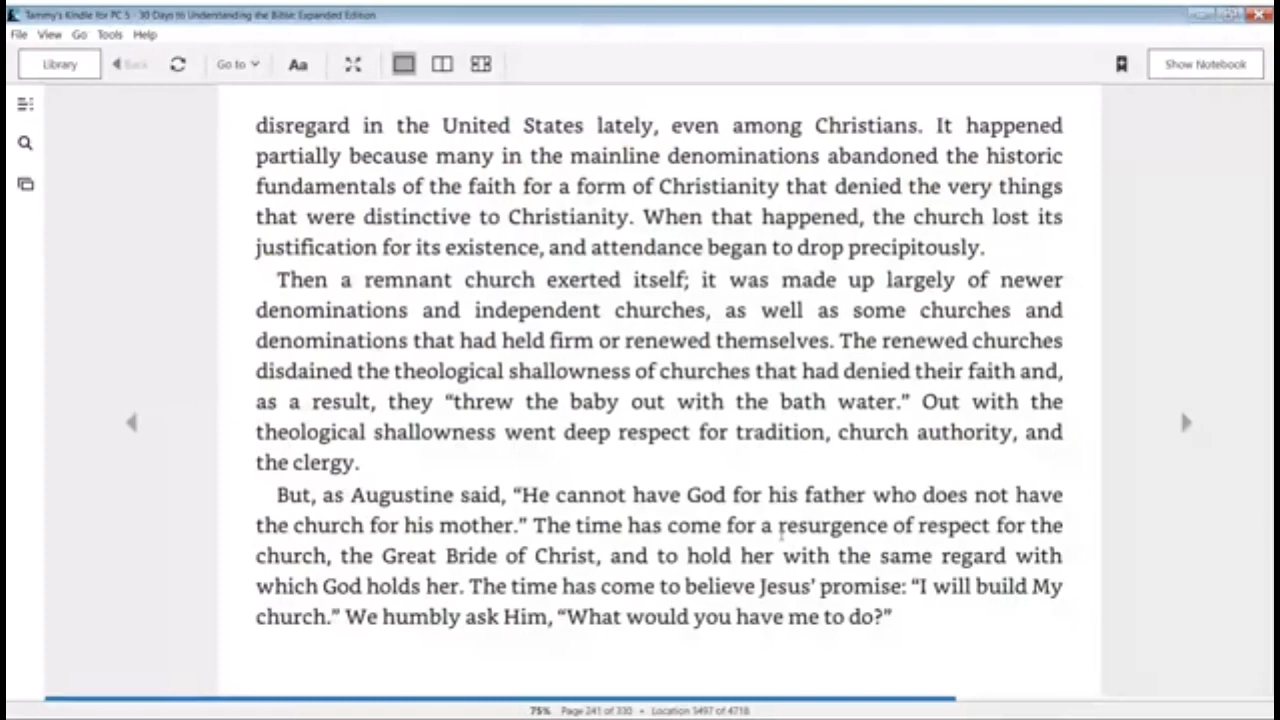 Tammy's Kindle for PC 5 - 30 Days to Understanding the Bible: Expanded Edition
File View Go Tools Help
Library Back Go to Aa Show Notebook
disregard in the United States lately, even among Christians. It happened
partially because many in the mainline denominations abandoned the historic
fundamentals of the faith for a form of Christianity that denied the very things
that were distinctive to Christianity. When that happened, the church lost its
justification for its existence, and attendance began to drop precipitously.
Then a remnant church exerted itself; it was made up largely of newer
denominations and independent churches, as well as some churches and
denominations that had held firm or renewed themselves. The renewed churches
disdained the theological shallowness of churches that had denied their faith and,
as a result, they “threw the baby out with the bath water.” Out with the
theological shallowness went deep respect for tradition, church authority, and
the clergy.
But, as Augustine said, “He cannot have God for his father who does not have
the church for his mother.” The time has come for a resurgence of respect for the
church, the Great Bride of Christ, and to hold her with the same regard with
which God holds her. The time has come to believe Jesus’ promise: “I will build My
church.” We humbly ask Him, “What would you have me to do?”
75% Page 241 of 330 • Location 3497 of 4718